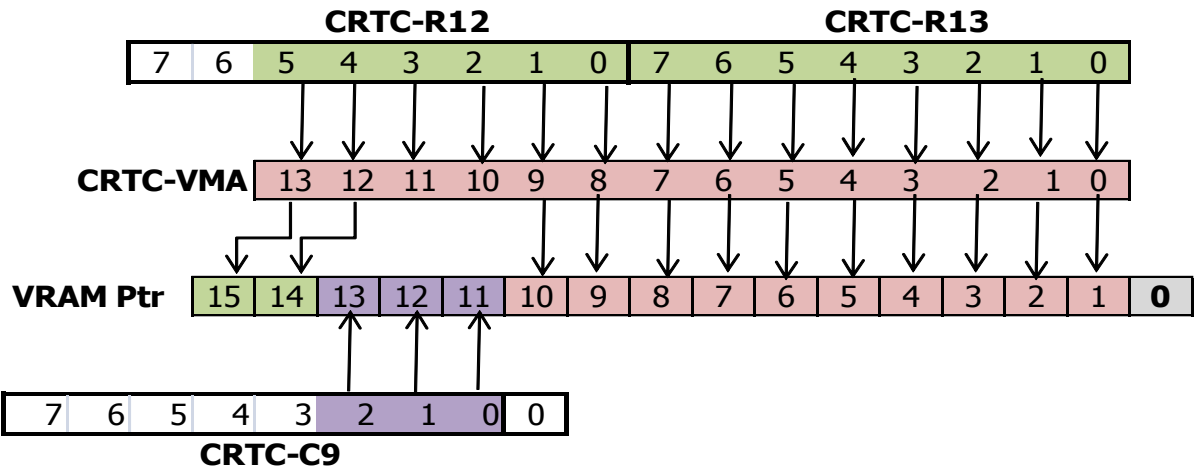 CRTC-R12 CRTC-R13
7 6 5 4 3 2 1 0 7 6 5 4 3 2 1 0
CRTC-VMA 13 12 11 10 9 8 7 6 5 4 3 2 1 0
VRAM Ptr 15 14 13 12 11 10 9 8 7 6 5 4 3 2 1 0
7 6 5 4 3 2 1 0 0
CRTC-C9